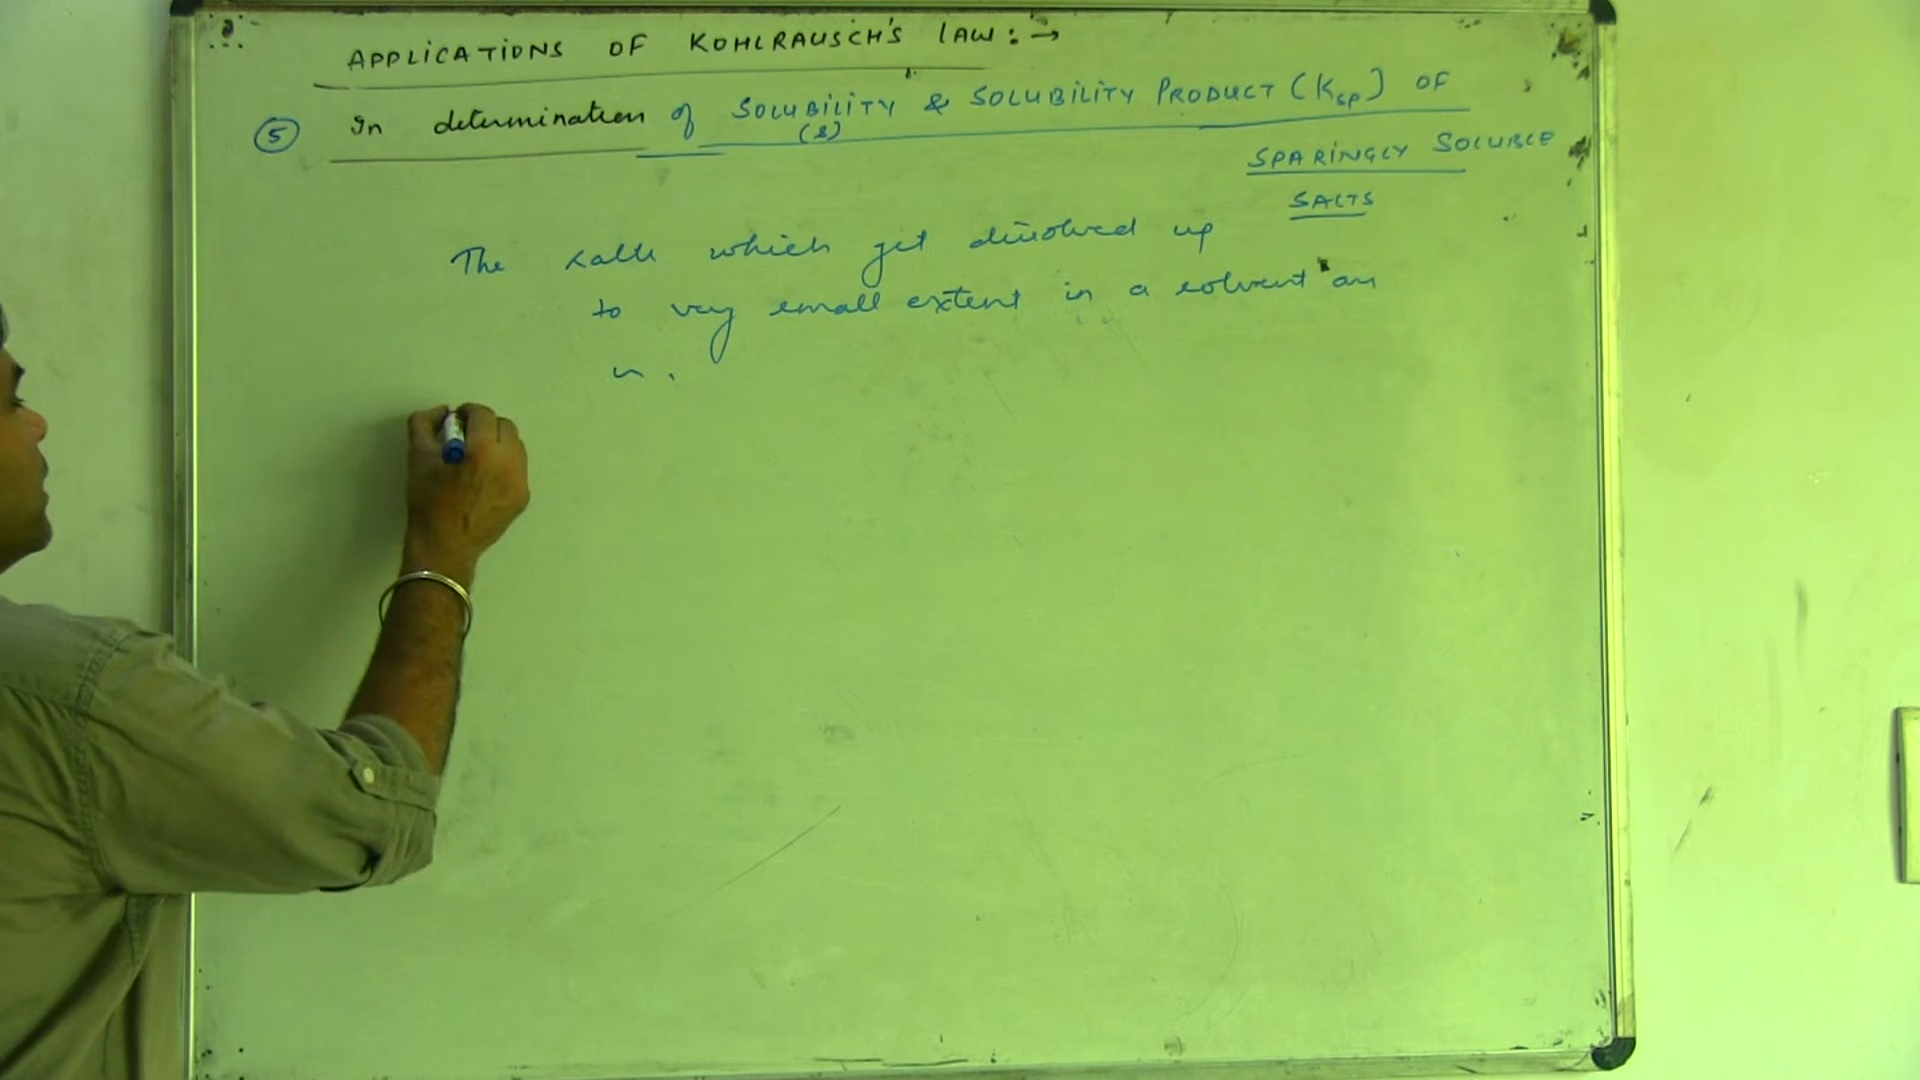 APPLICATIONS OF KOHLRAUSCH'S LAW:→
⑤ In determination of SOLUBILITY & SOLUBILITY PRODUCT (Ksp) OF
(s)
SPARINGLY SOLUBLE
SALTS
The salts which get dissolved up
to very small extent in a solvent